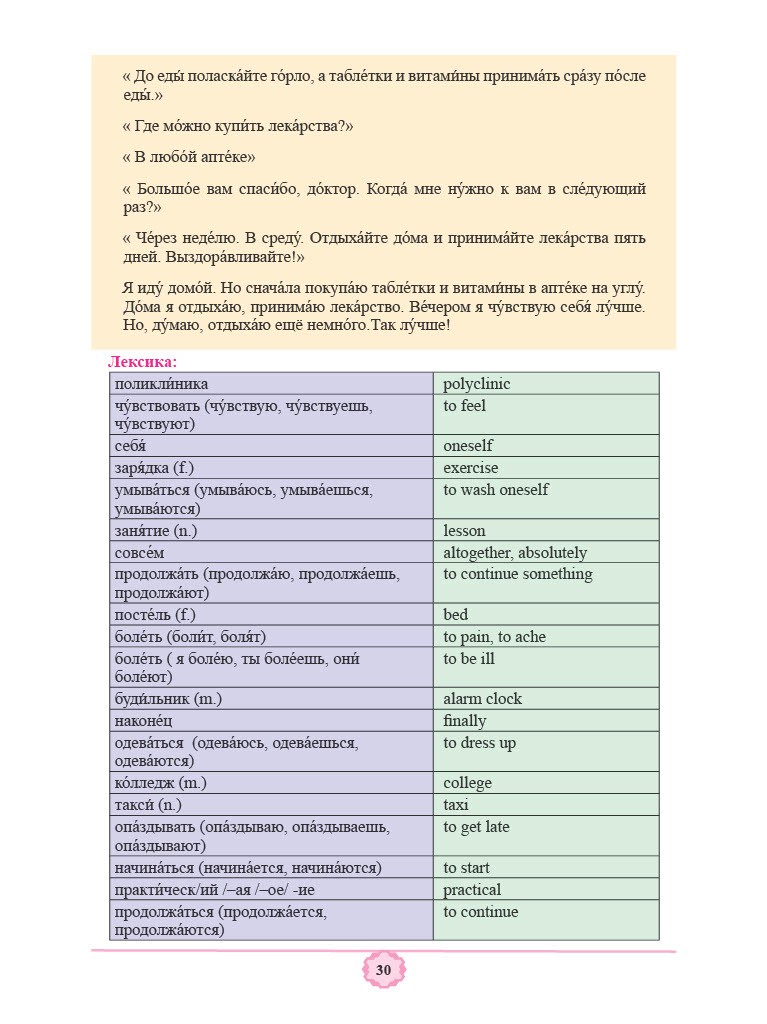 « До еды́ поласка́йте го́рло, а табле́тки и витами́ны принима́ть сра́зу по́сле
еды́.»
« Где мо́жно купи́ть лека́рства?»
« В любо́й апте́ке»
« Большо́е вам спаси́бо, до́ктор. Когда́ мне ну́жно к вам в сле́дующий
раз?»
« Че́рез неде́лю. В среду́. Отдыха́йте до́ма и принима́йте лека́рства пять
дней. Выздора́вливайте!»
Я иду́ домо́й. Но снача́ла покупа́ю табле́тки и витами́ны в апте́ке на углу́.
До́ма я отдыха́ю, принима́ю лека́рство. Ве́чером я чу́вствую себя́ лу́чше.
Но, ду́маю, отдыха́ю ещё немно́го.Так лу́чше!
Лексика:
поликли́ника polyclinic
чу́вствовать (чу́вствую, чу́вствуешь, to feel
чу́вствуют)
себя́ oneself
заря́дка (f.) exercise
умыва́ться (умыва́юсь, умыва́ешься, to wash oneself
умыва́ются)
заня́тие (n.) lesson
совсе́м altogether, absolutely
продолжа́ть (продолжа́ю, продолжа́ешь, to continue something
продолжа́ют)
посте́ль (f.) bed
боле́ть (боли́т, боля́т) to pain, to ache
боле́ть ( я боле́ю, ты боле́ешь, они́ to be ill
боле́ют)
буди́льник (m.) alarm clock
наконе́ц finally
одева́ться (одева́юсь, одева́ешься, to dress up
одева́ются)
ко́лледж (m.) college
такси́ (n.) taxi
опа́здывать (опа́здываю, опа́здываешь, to get late
опа́здывают)
начина́ться (начина́ется, начина́ются) to start
практи́ческ/ий /–ая /–ое/ -ие practical
продолжа́ться (продолжа́ется, to continue
продолжа́ются)
30